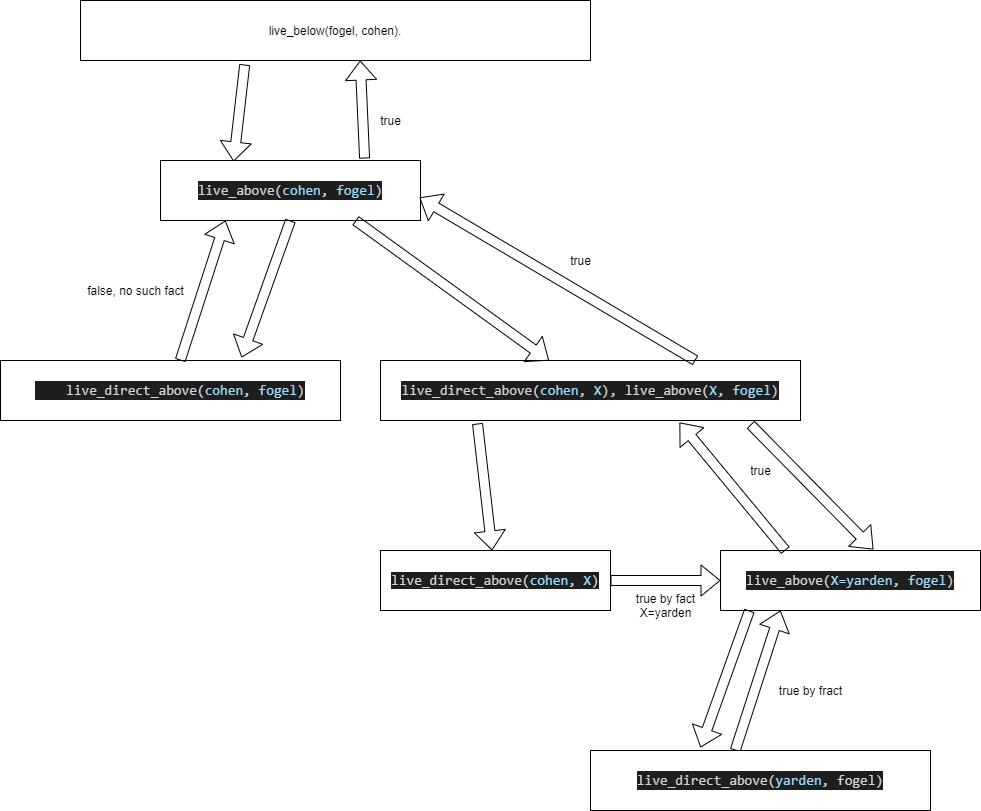 live_below(fogel, cohen).
true
live_above(cohen, fogel)
true
false, no such fact
live_direct_above(cohen, fogel)
live_direct_above(cohen, X), live_above(X, fogel)
true
live_direct_above(cohen, X)
true by fact
X=yarden
live_above(X=yarden, fogel)
true by fract
live_direct_above(yarden, fogel)